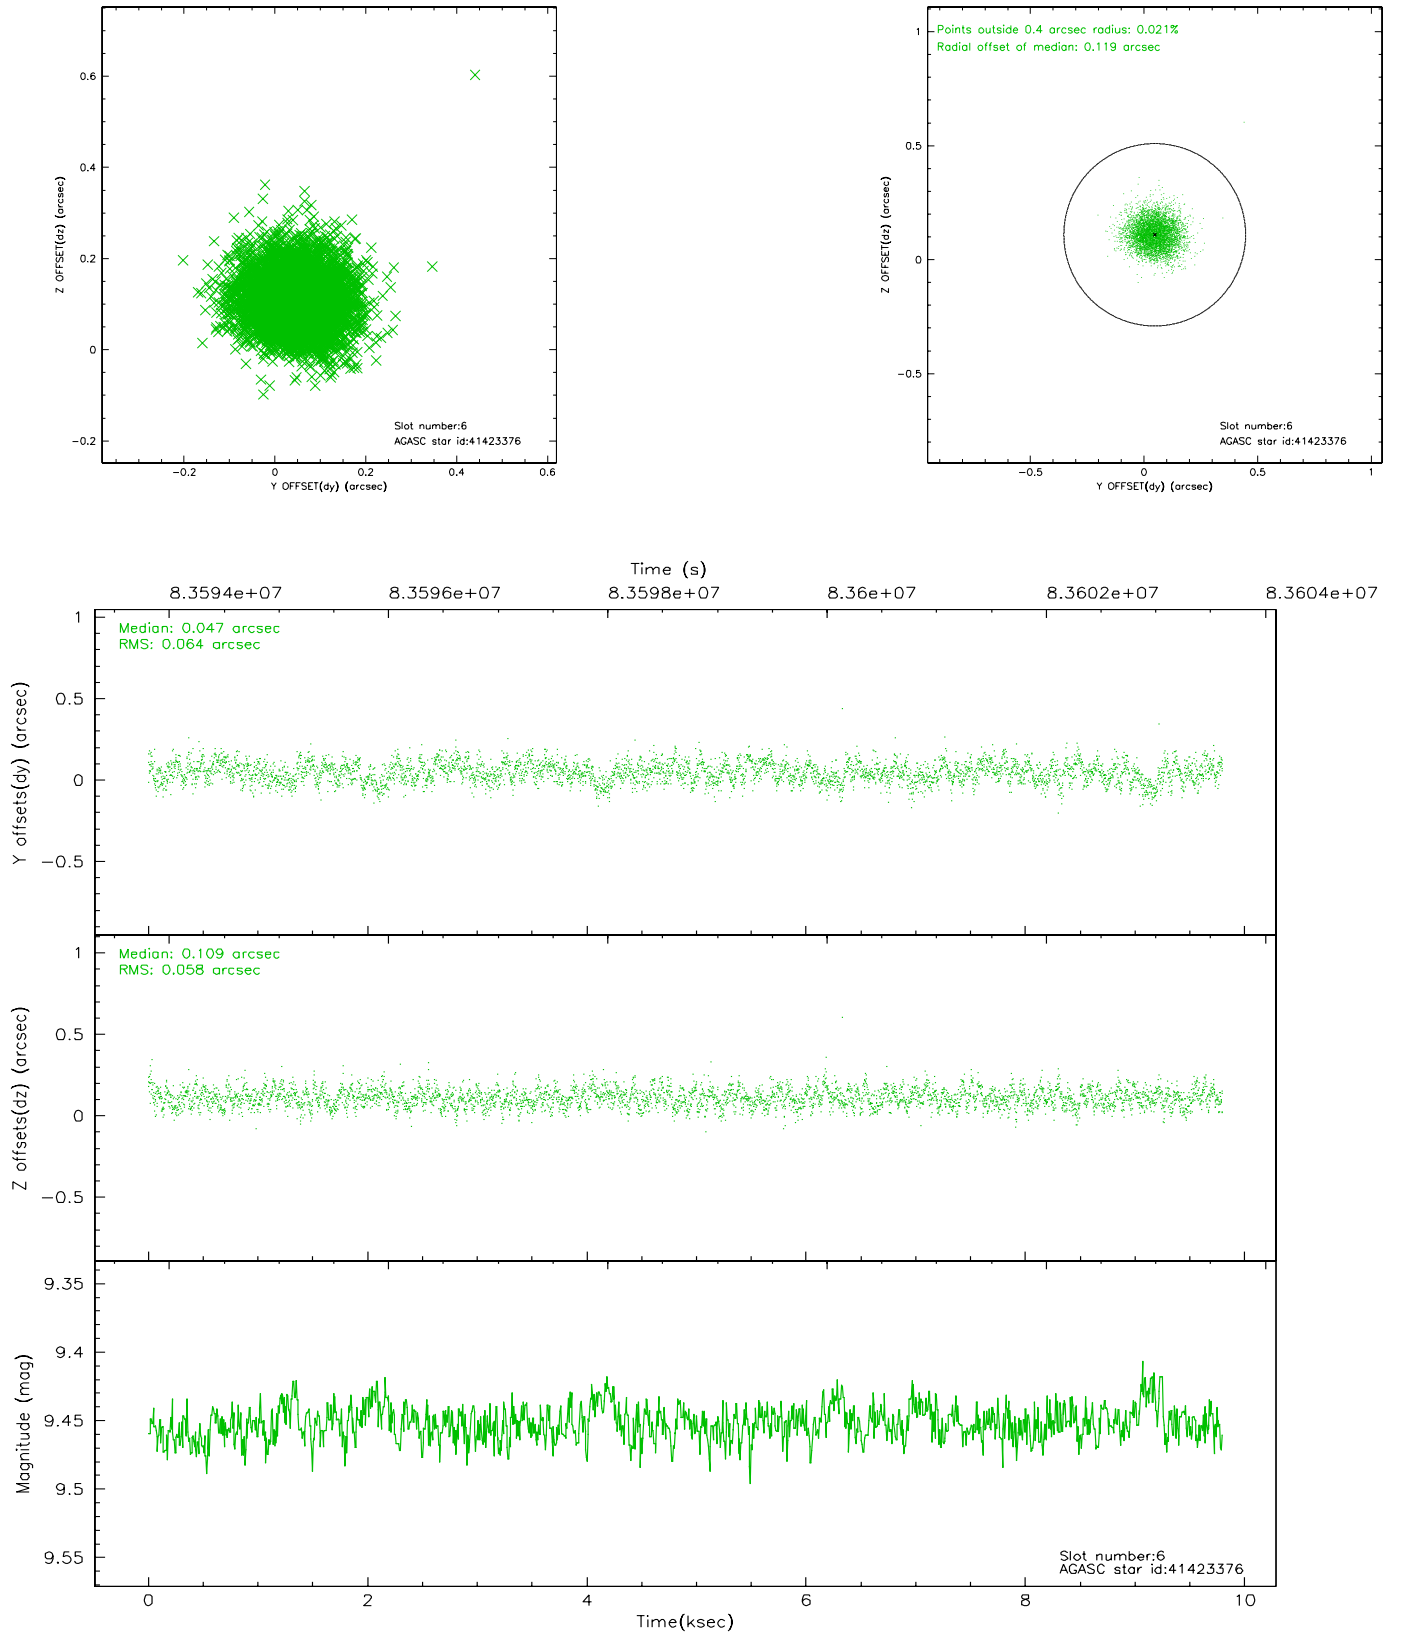 0.6
0.4
0.2
0
-0.2
Z OFFSET(dz) (arcsec)
-0.2 0 0.2 0.4 0.6
Y OFFSET(dy) (arcsec)
Slot number:6
AGASC star id:41423376
Points outside 0.4 arcsec radius: 0.021%
Radial offset of median: 0.119 arcsec
1
0.5
0
-0.5
Z OFFSET(dz) (arcsec)
-0.5 0 0.5 1
Y OFFSET(dy) (arcsec)
Slot number:6
AGASC star id:41423376
Time (s)
8.3594e+07 8.3596e+07 8.3598e+07 8.36e+07 8.3602e+07 8.3604e+07
Median: 0.047 arcsec
RMS: 0.064 arcsec
1
0.5
0
-0.5
Y offsets(dy) (arcsec)
Median: 0.109 arcsec
RMS: 0.058 arcsec
1
0.5
0
-0.5
Z offsets(dz) (arcsec)
9.35
9.4
9.45
9.5
9.55
Magnitude (mag)
Slot number:6
AGASC star id:41423376
0 2 4 6 8 10
Time(ksec)